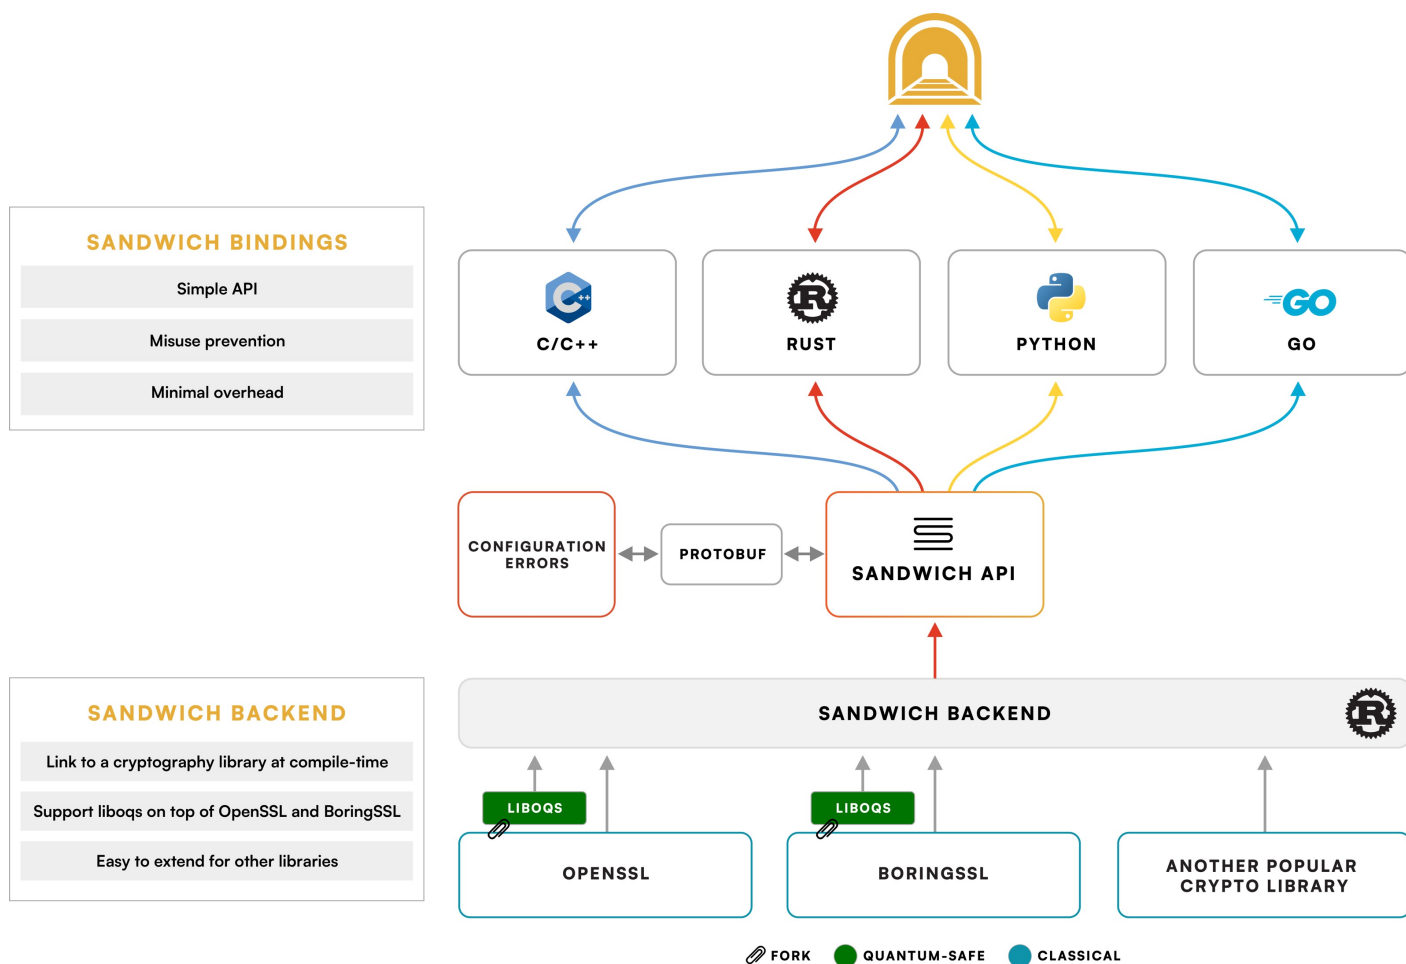 SANDWICH BINDINGS
Simple API
Misuse prevention
Minimal overhead
C++
C/C++
R
RUST
PYTHON
GO
GO
CONFIGURATION
ERRORS
PROTOBUF
SANDWICH API
SANDWICH BACKEND
Link to a cryptography library at compile-time
Support liboqs on top of OpenSSL and BoringSSL
Easy to extend for other libraries
SANDWICH BACKEND
R
LIBOQS
LIBOQS
OPENSSL
BORINGSSL
ANOTHER POPULAR
CRYPTO LIBRARY
FORK
QUANTUM-SAFE
CLASSICAL